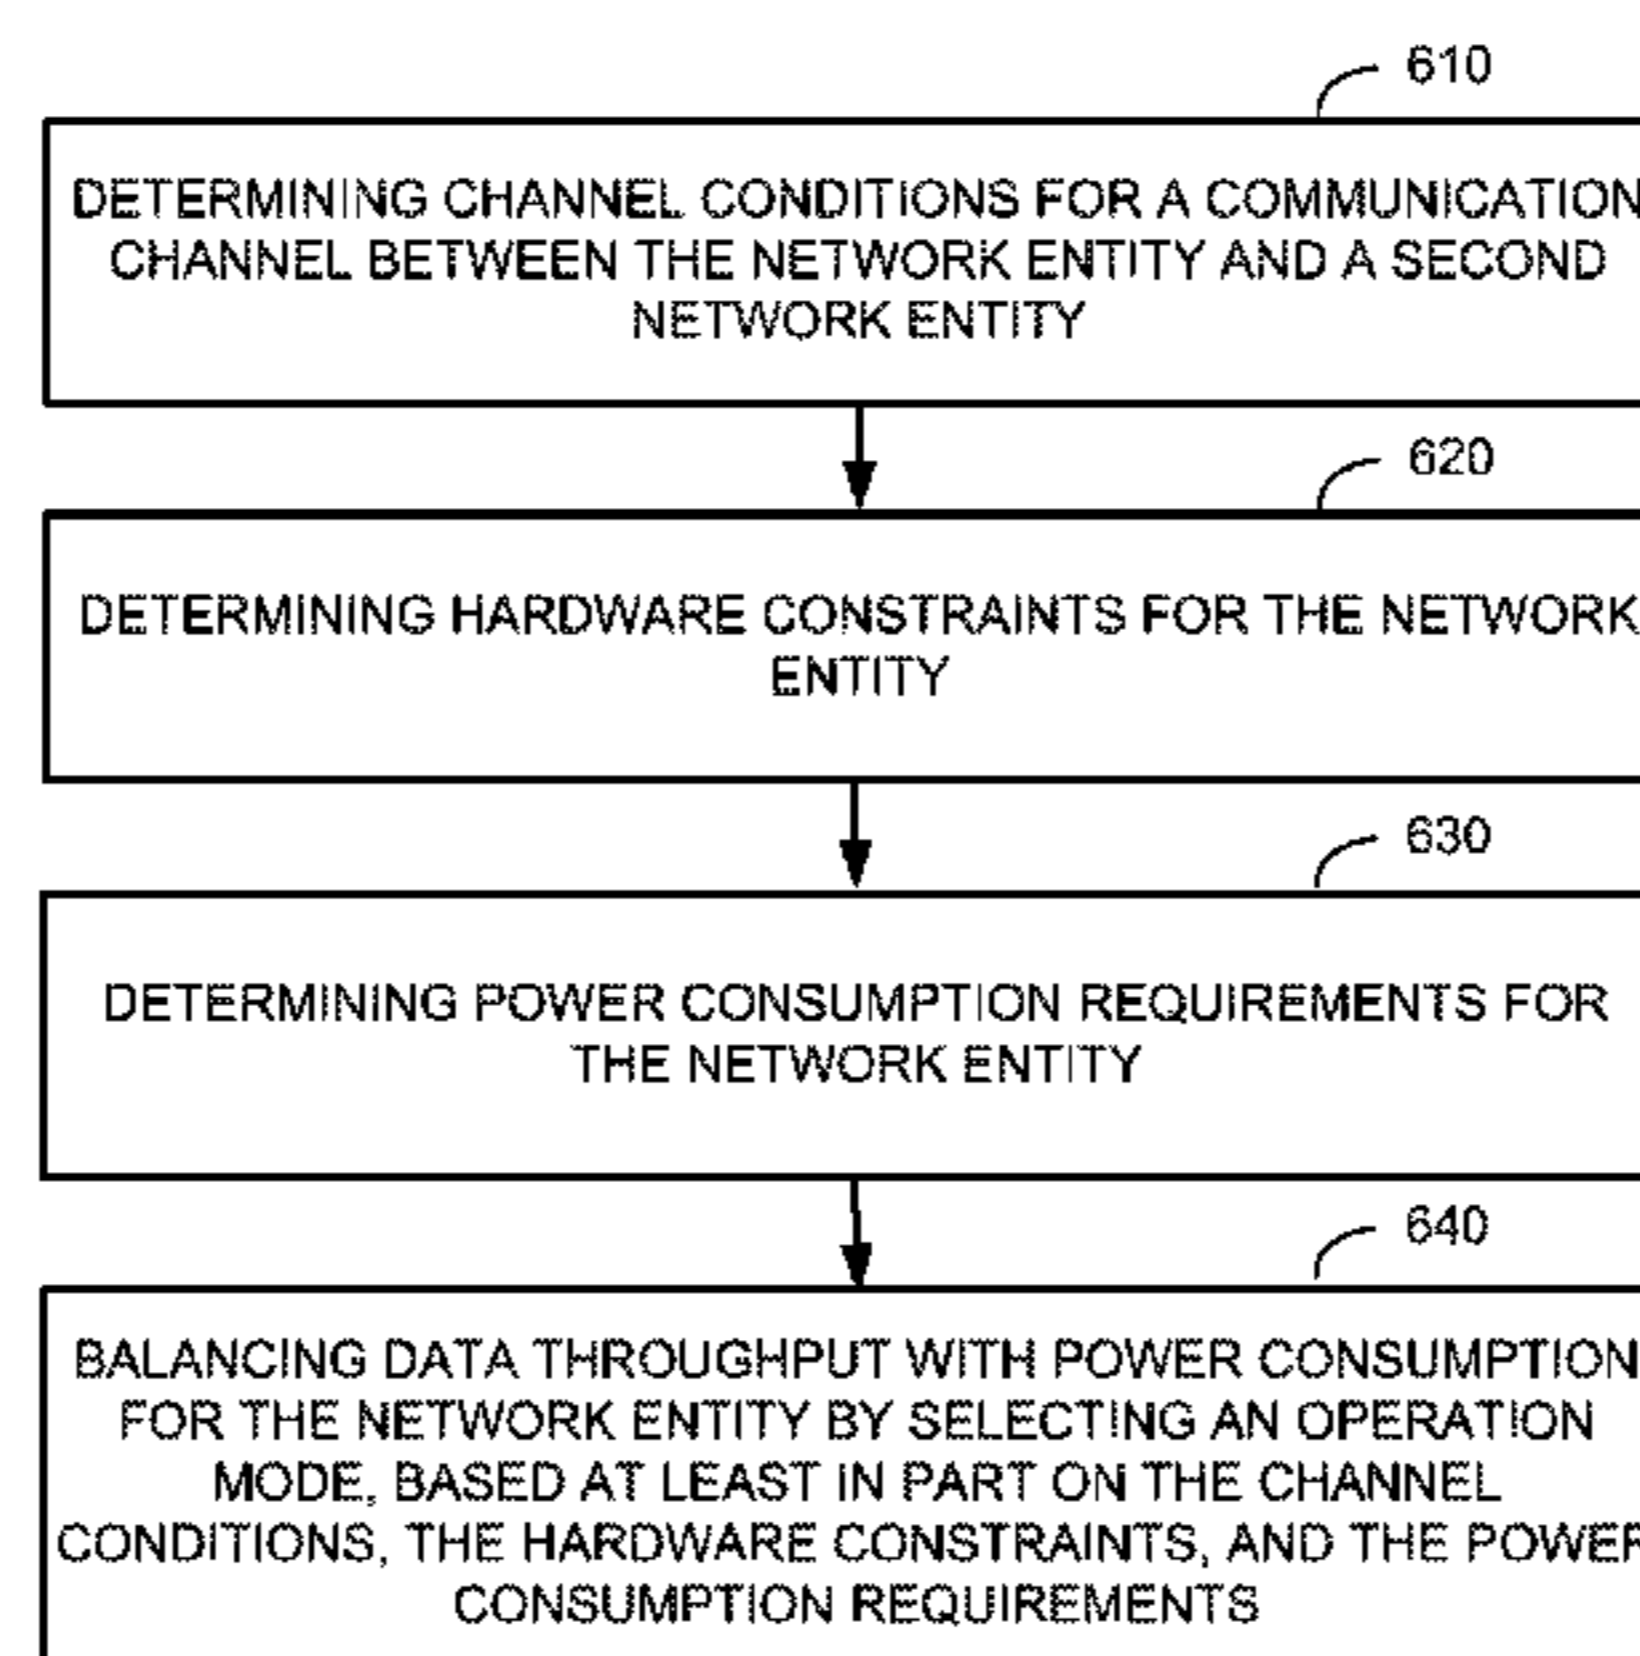 610
DETERMINING CHANNEL CONDITIONS FOR A COMMUNICATION
CHANNEL BETWEEN THE NETWORK ENTITY AND A SECOND
NETWORK ENTITY
620
DETERMINING HARDWARE CONSTRAINTS FOR THE NETWORK
ENTITY
630
DETERMINING POWER CONSUMPTION REQUIREMENTS FOR
THE NETWORK ENTITY
640
BALANCING DATA THROUGHPUT WITH POWER CONSUMPTION
FOR THE NETWORK ENTITY BY SELECTING AN OPERATION
MODE, BASED AT LEAST IN PART ON THE CHANNEL
CONDITIONS, THE HARDWARE CONSTRAINTS, AND THE POWER
CONSUMPTION REQUIREMENTS